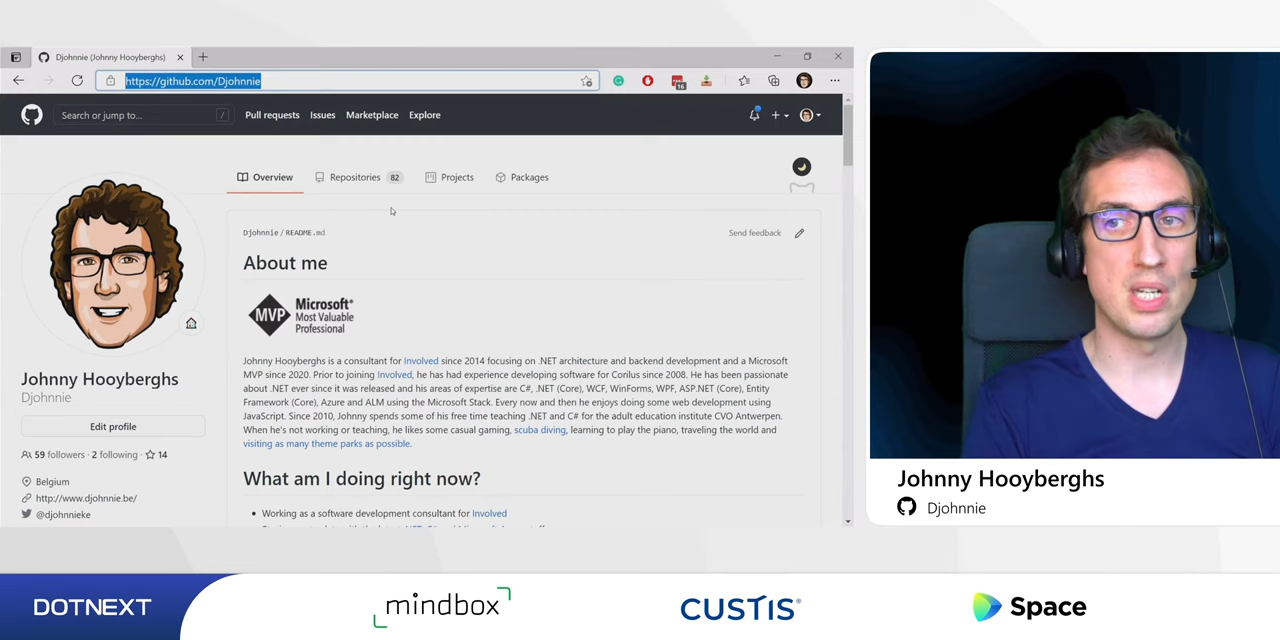 Djohnnie (Johnny Hooyberghs)
https://github.com/Djohnnie
16
Search or jump to...
/
Pull requests
Issues
Marketplace
Explore
Overview
Repositories 82
Projects
Packages
Djohnnie / README.md
Send feedback
About me
MVP
Microsoft®
Most Valuable
Professional
Johnny Hooyberghs is a consultant for Involved since 2014 focusing on .NET architecture and backend development and a Microsoft
MVP since 2020. Prior to joining Involved, he has had experience developing software for Corilus since 2008. He has been passionate
about .NET ever since it was released and his areas of expertise are C#, .NET (Core), WCF, WinForms, WPF, ASP.NET (Core), Entity
Framework (Core), Azure and ALM using the Microsoft Stack. Every now and then he enjoys doing some web development using
JavaScript. Since 2010, Johnny spends some of his free time teaching .NET and C# for the adult education institute CVO Antwerpen.
When he's not working or teaching, he likes some casual gaming, scuba diving, learning to play the piano, traveling the world and
visiting as many theme parks as possible.
What am I doing right now?
Working as a software development consultant for Involved
Johnny Hooyberghs
Djohnnie
Edit profile
59 followers · 2 following · 14
Belgium
http://www.djohnnie.be/
@djohnnieke
Johnny Hooyberghs
Djohnnie
DOTNEXT
mindbox
CUSTIS®
Space